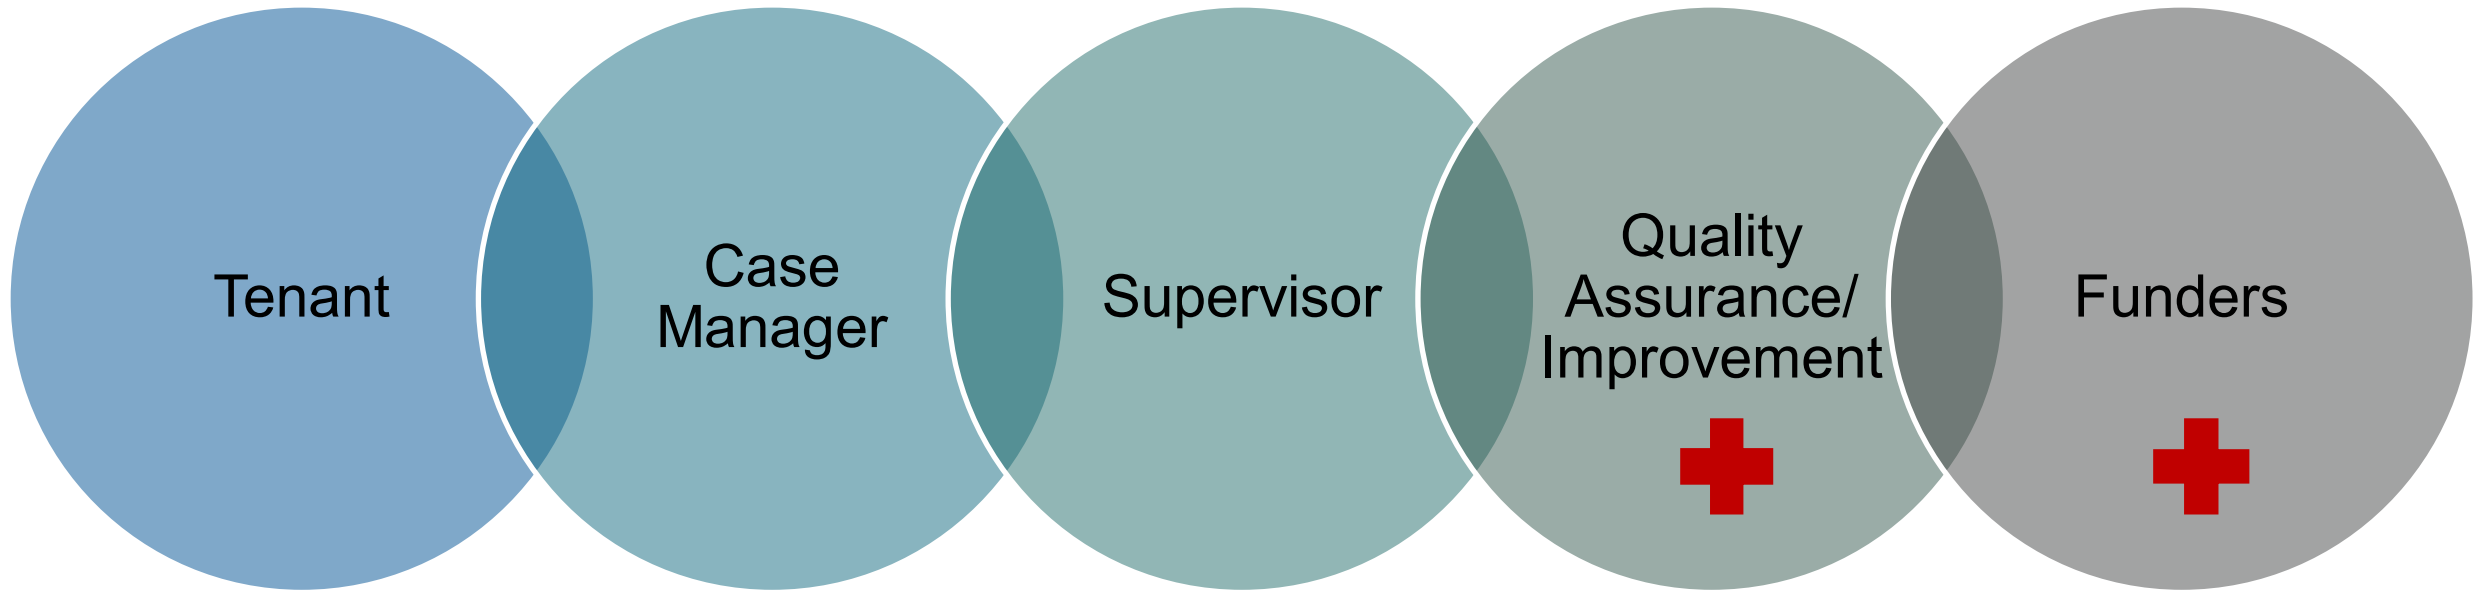 Tenant
Case
Manager
Supervisor
Quality
Assurance/
Improvement
Funders